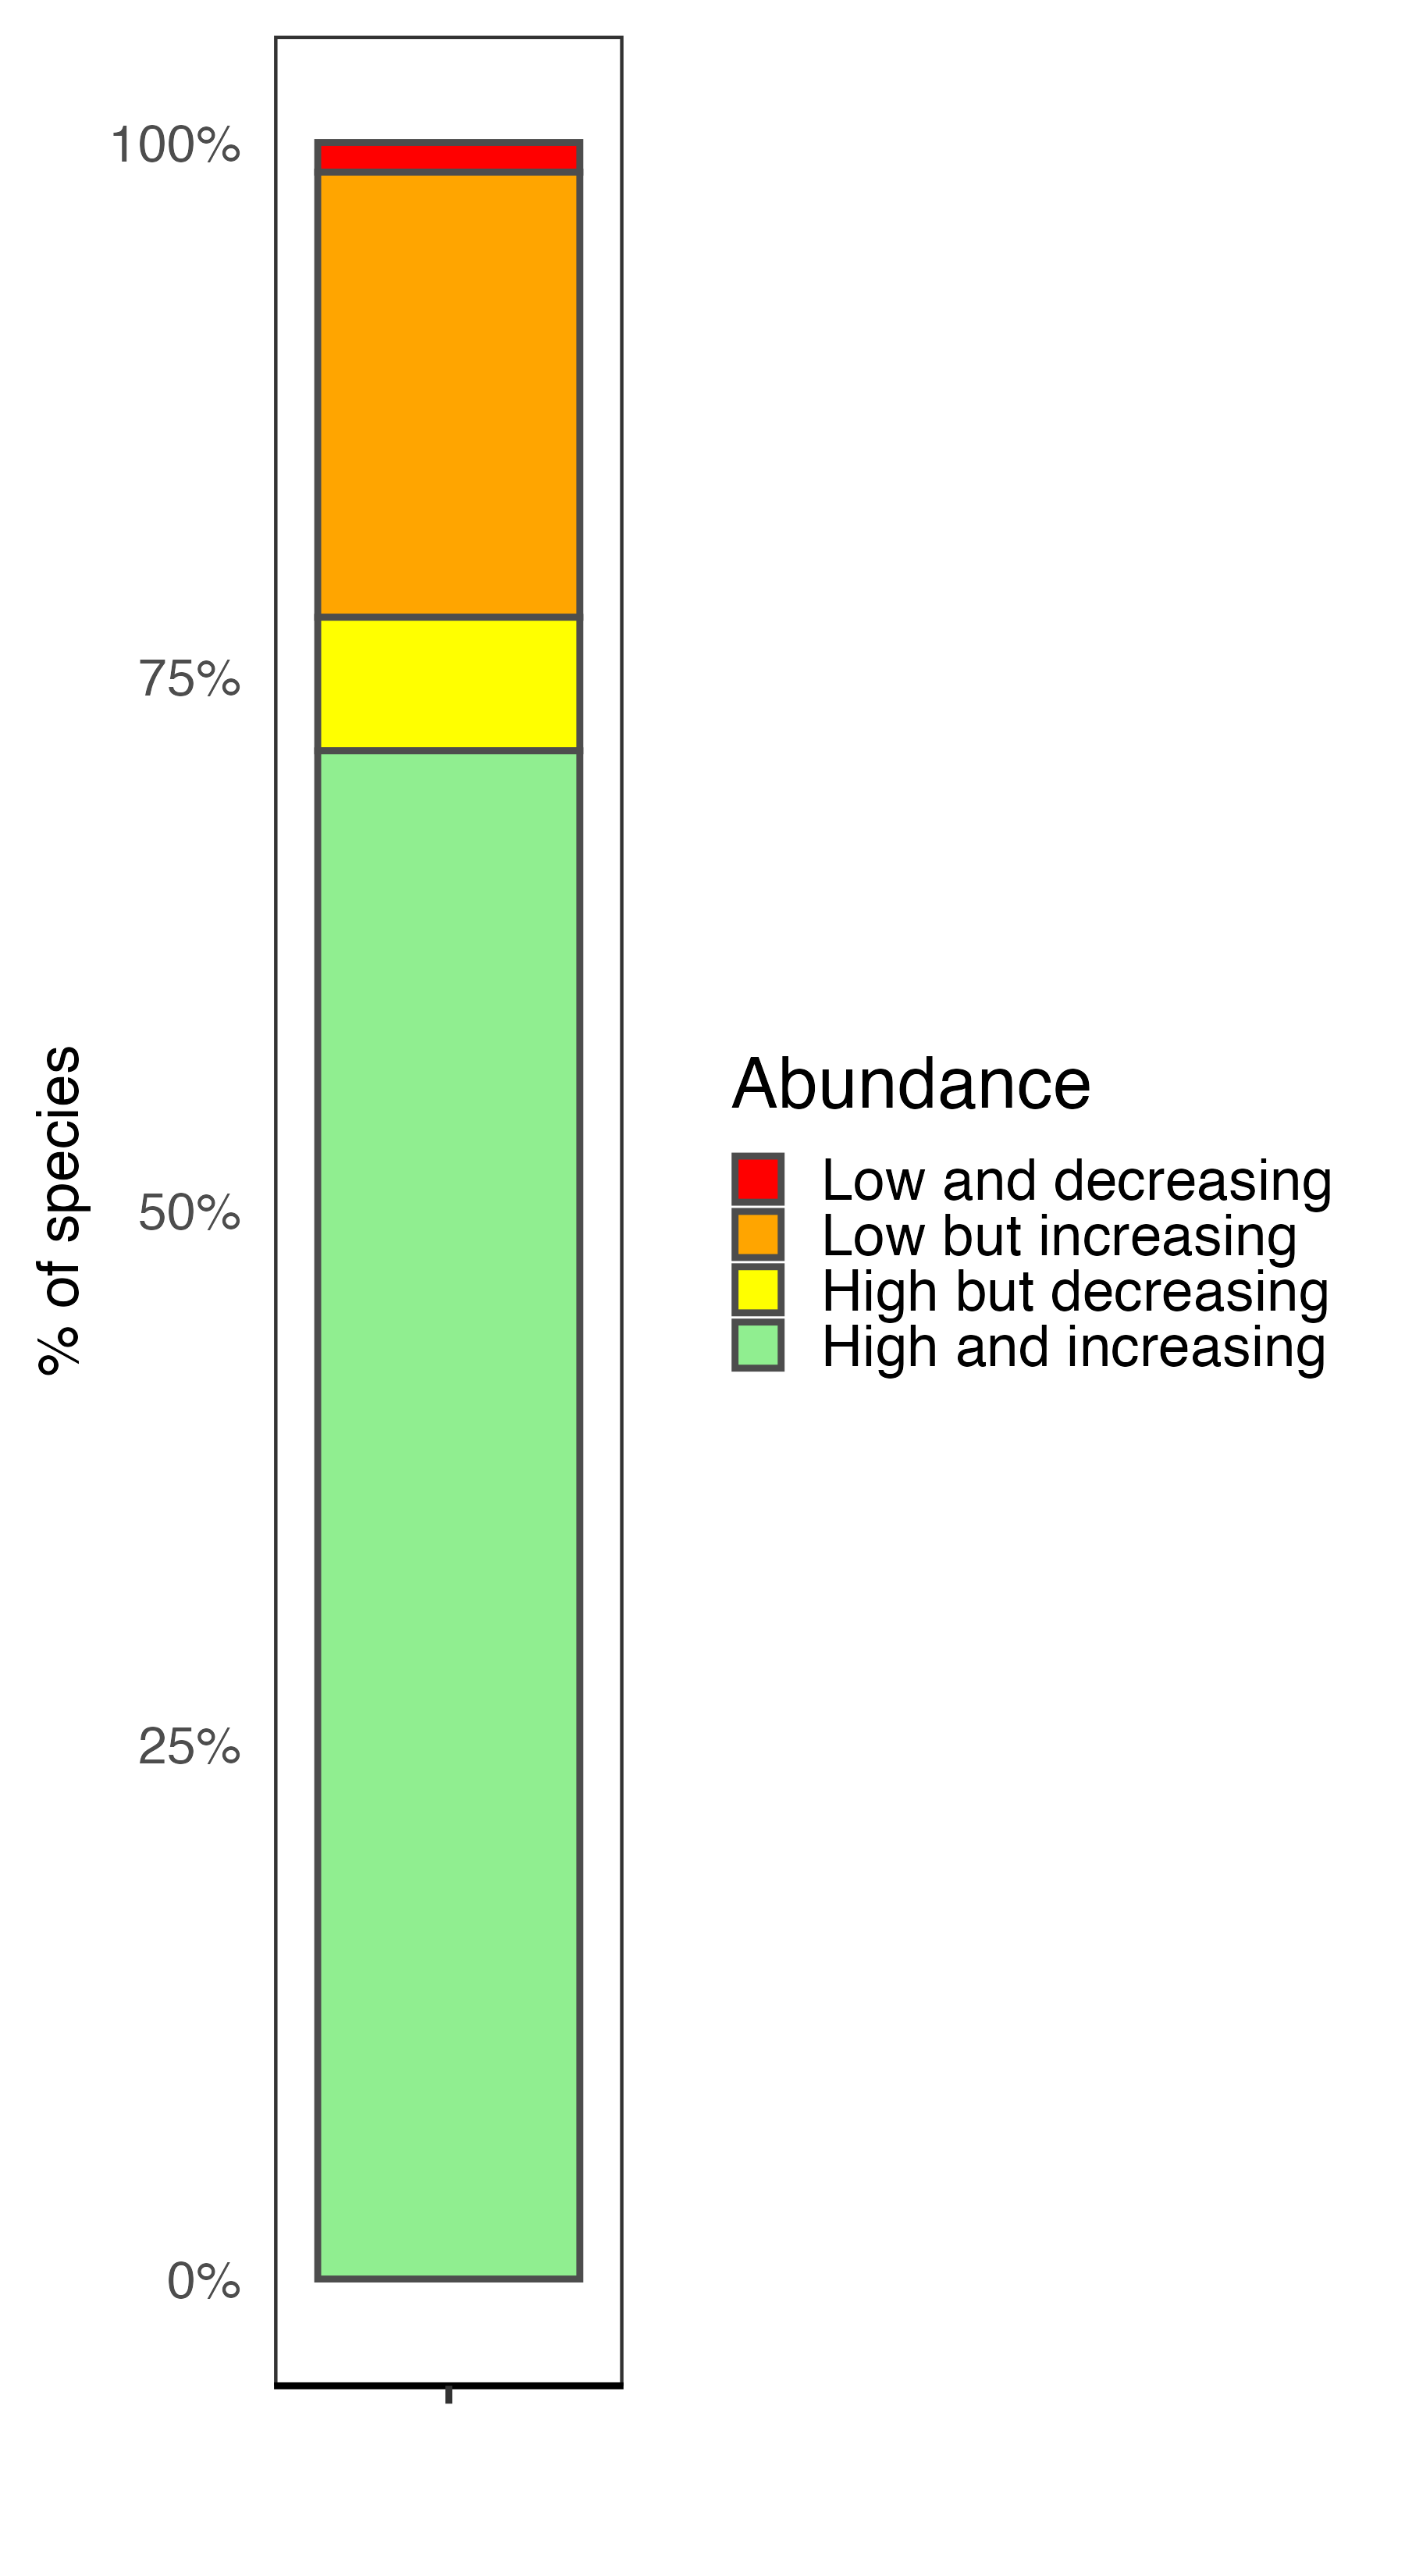 100%
75%
50%
25%
0%
% of species
Abundance
Low and decreasing
Low but increasing
High but decreasing
High and increasing